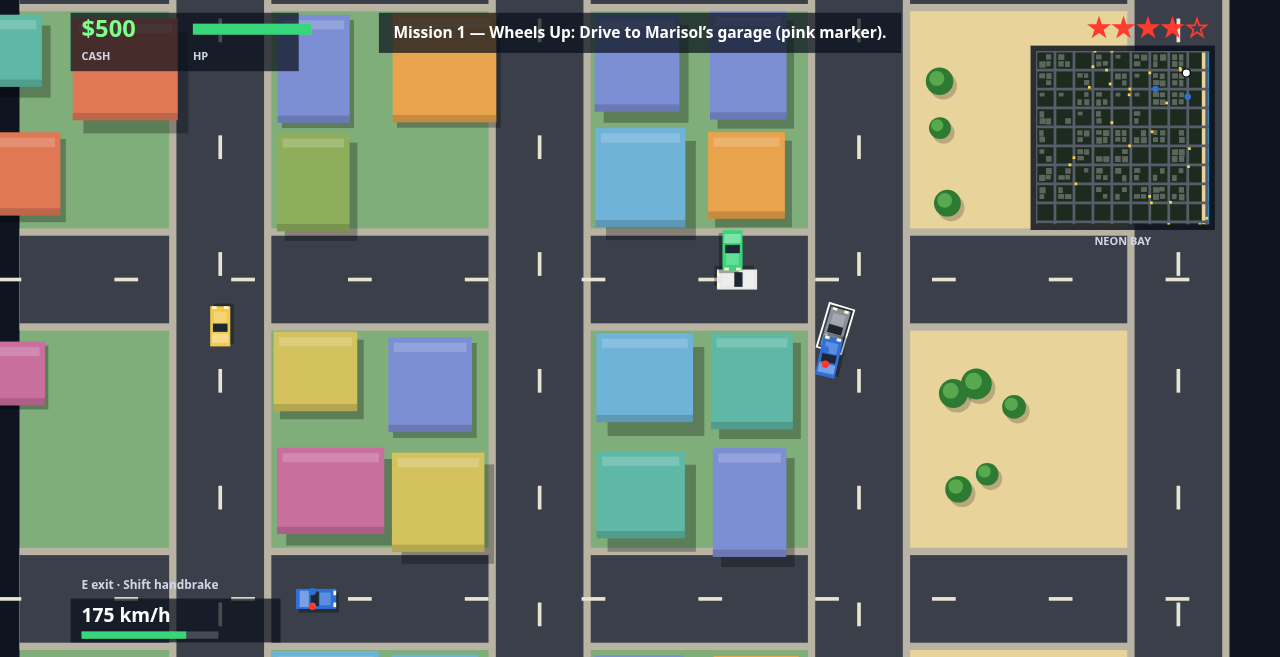 $500
CASH
HP
Mission 1 — Wheels Up: Drive to Marisol’s garage (pink marker).
★★★★☆
NEON BAY
E exit · Shift handbrake
175 km/h